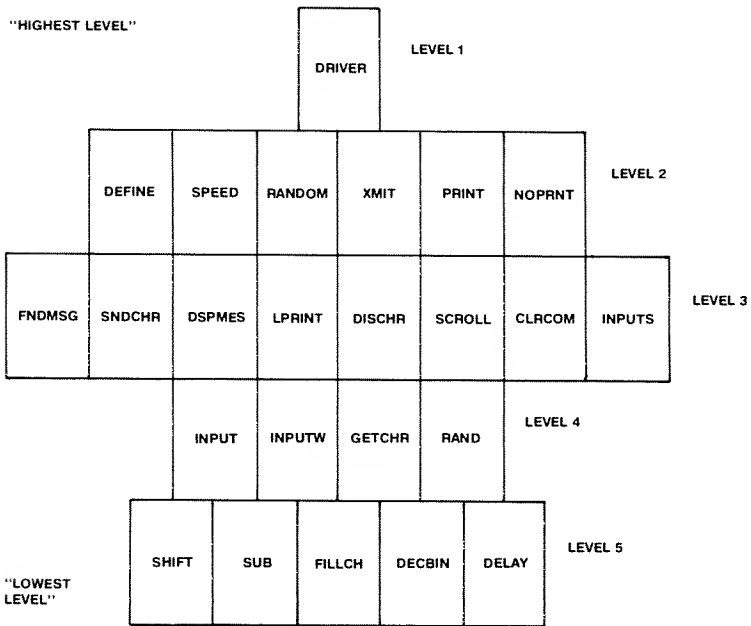 "HIGHEST LEVEL"
LEVEL 1
DRIVER
DEFINE SPEED RANDOM XMIT PRINT NOPRNT
LEVEL 2
FNDMSG SNDCHR DSPMES LPRINT DISCHR SCROLL CLRCOM INPUTS
LEVEL 3
INPUT INPUTW GETCHR RAND
LEVEL 4
SHIFT SUB FILLCH DECBIN DELAY
LEVEL 5
"LOWEST
LEVEL"